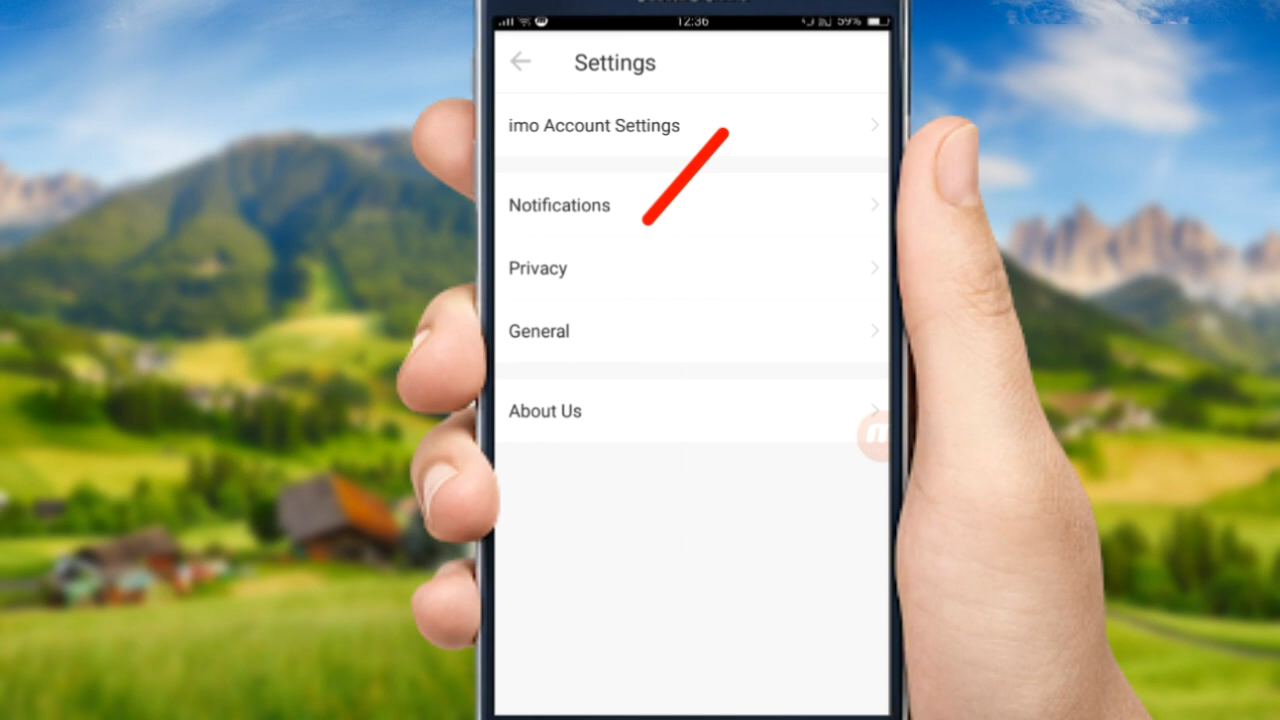 12:36
59%
Settings
imo Account Settings
Notifications
Privacy
General
About Us